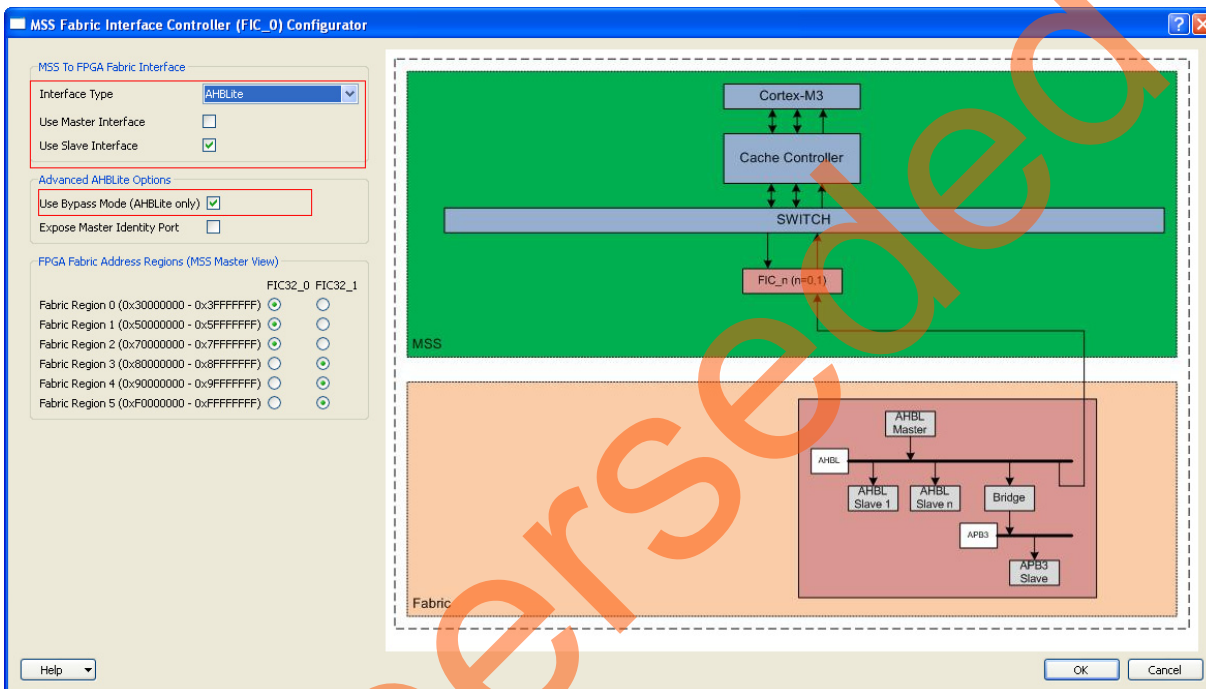 MSS Fabric Interface Controller (FIC_0) Configurator
MSS To FPGA Fabric Interface
Interface Type AHBLite
Use Master Interface
Use Slave Interface
Advanced AHBLite Options
Use Bypass Mode (AHBLite only)
Expose Master Identity Port
FPGA Fabric Address Regions (MSS Master View)
FIC32_0 FIC32_1
Fabric Region 0 (0x30000000 - 0x3FFFFFFF)
Fabric Region 1 (0x50000000 - 0x5FFFFFFF)
Fabric Region 2 (0x70000000 - 0x7FFFFFFF)
Fabric Region 3 (0x80000000 - 0x8FFFFFFF)
Fabric Region 4 (0x90000000 - 0x9FFFFFFF)
Fabric Region 5 (0xF0000000 - 0xFFFFFFFF)
Cortex-M3
Cache Controller
SWITCH
FIC_n (n=0,1)
MSS
AHBL
Master
AHBL
AHBL
Slave 1
AHBL
Slave n
Bridge
APB3
APB3
Slave
Fabric
Help
OK
Cancel
erseded